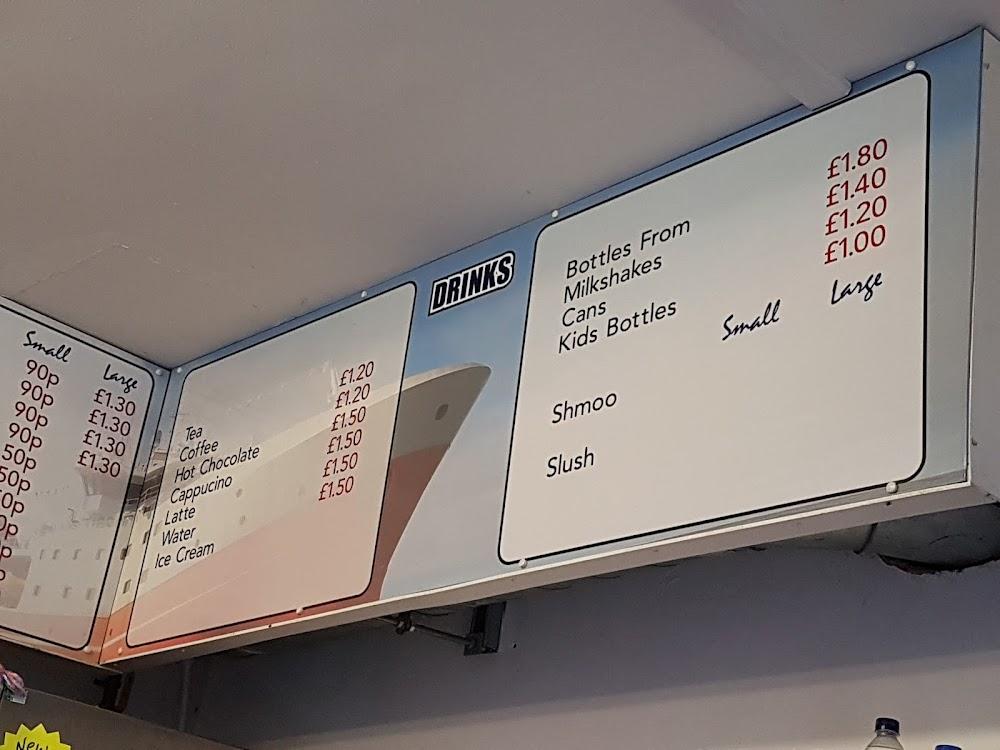 Small Large
90p £1.30
90p £1.30
90p £1.30
90p £1.30
50p
50p
Tea £1.20
Coffee £1.20
Hot Chocolate £1.50
Cappucino £1.50
Latte £1.50
Water £1.50
Ice Cream
DRINKS
Bottles From £1.80
Milkshakes £1.40
Cans £1.20
Kids Bottles £1.00
Small Large
Shmoo
Slush
New